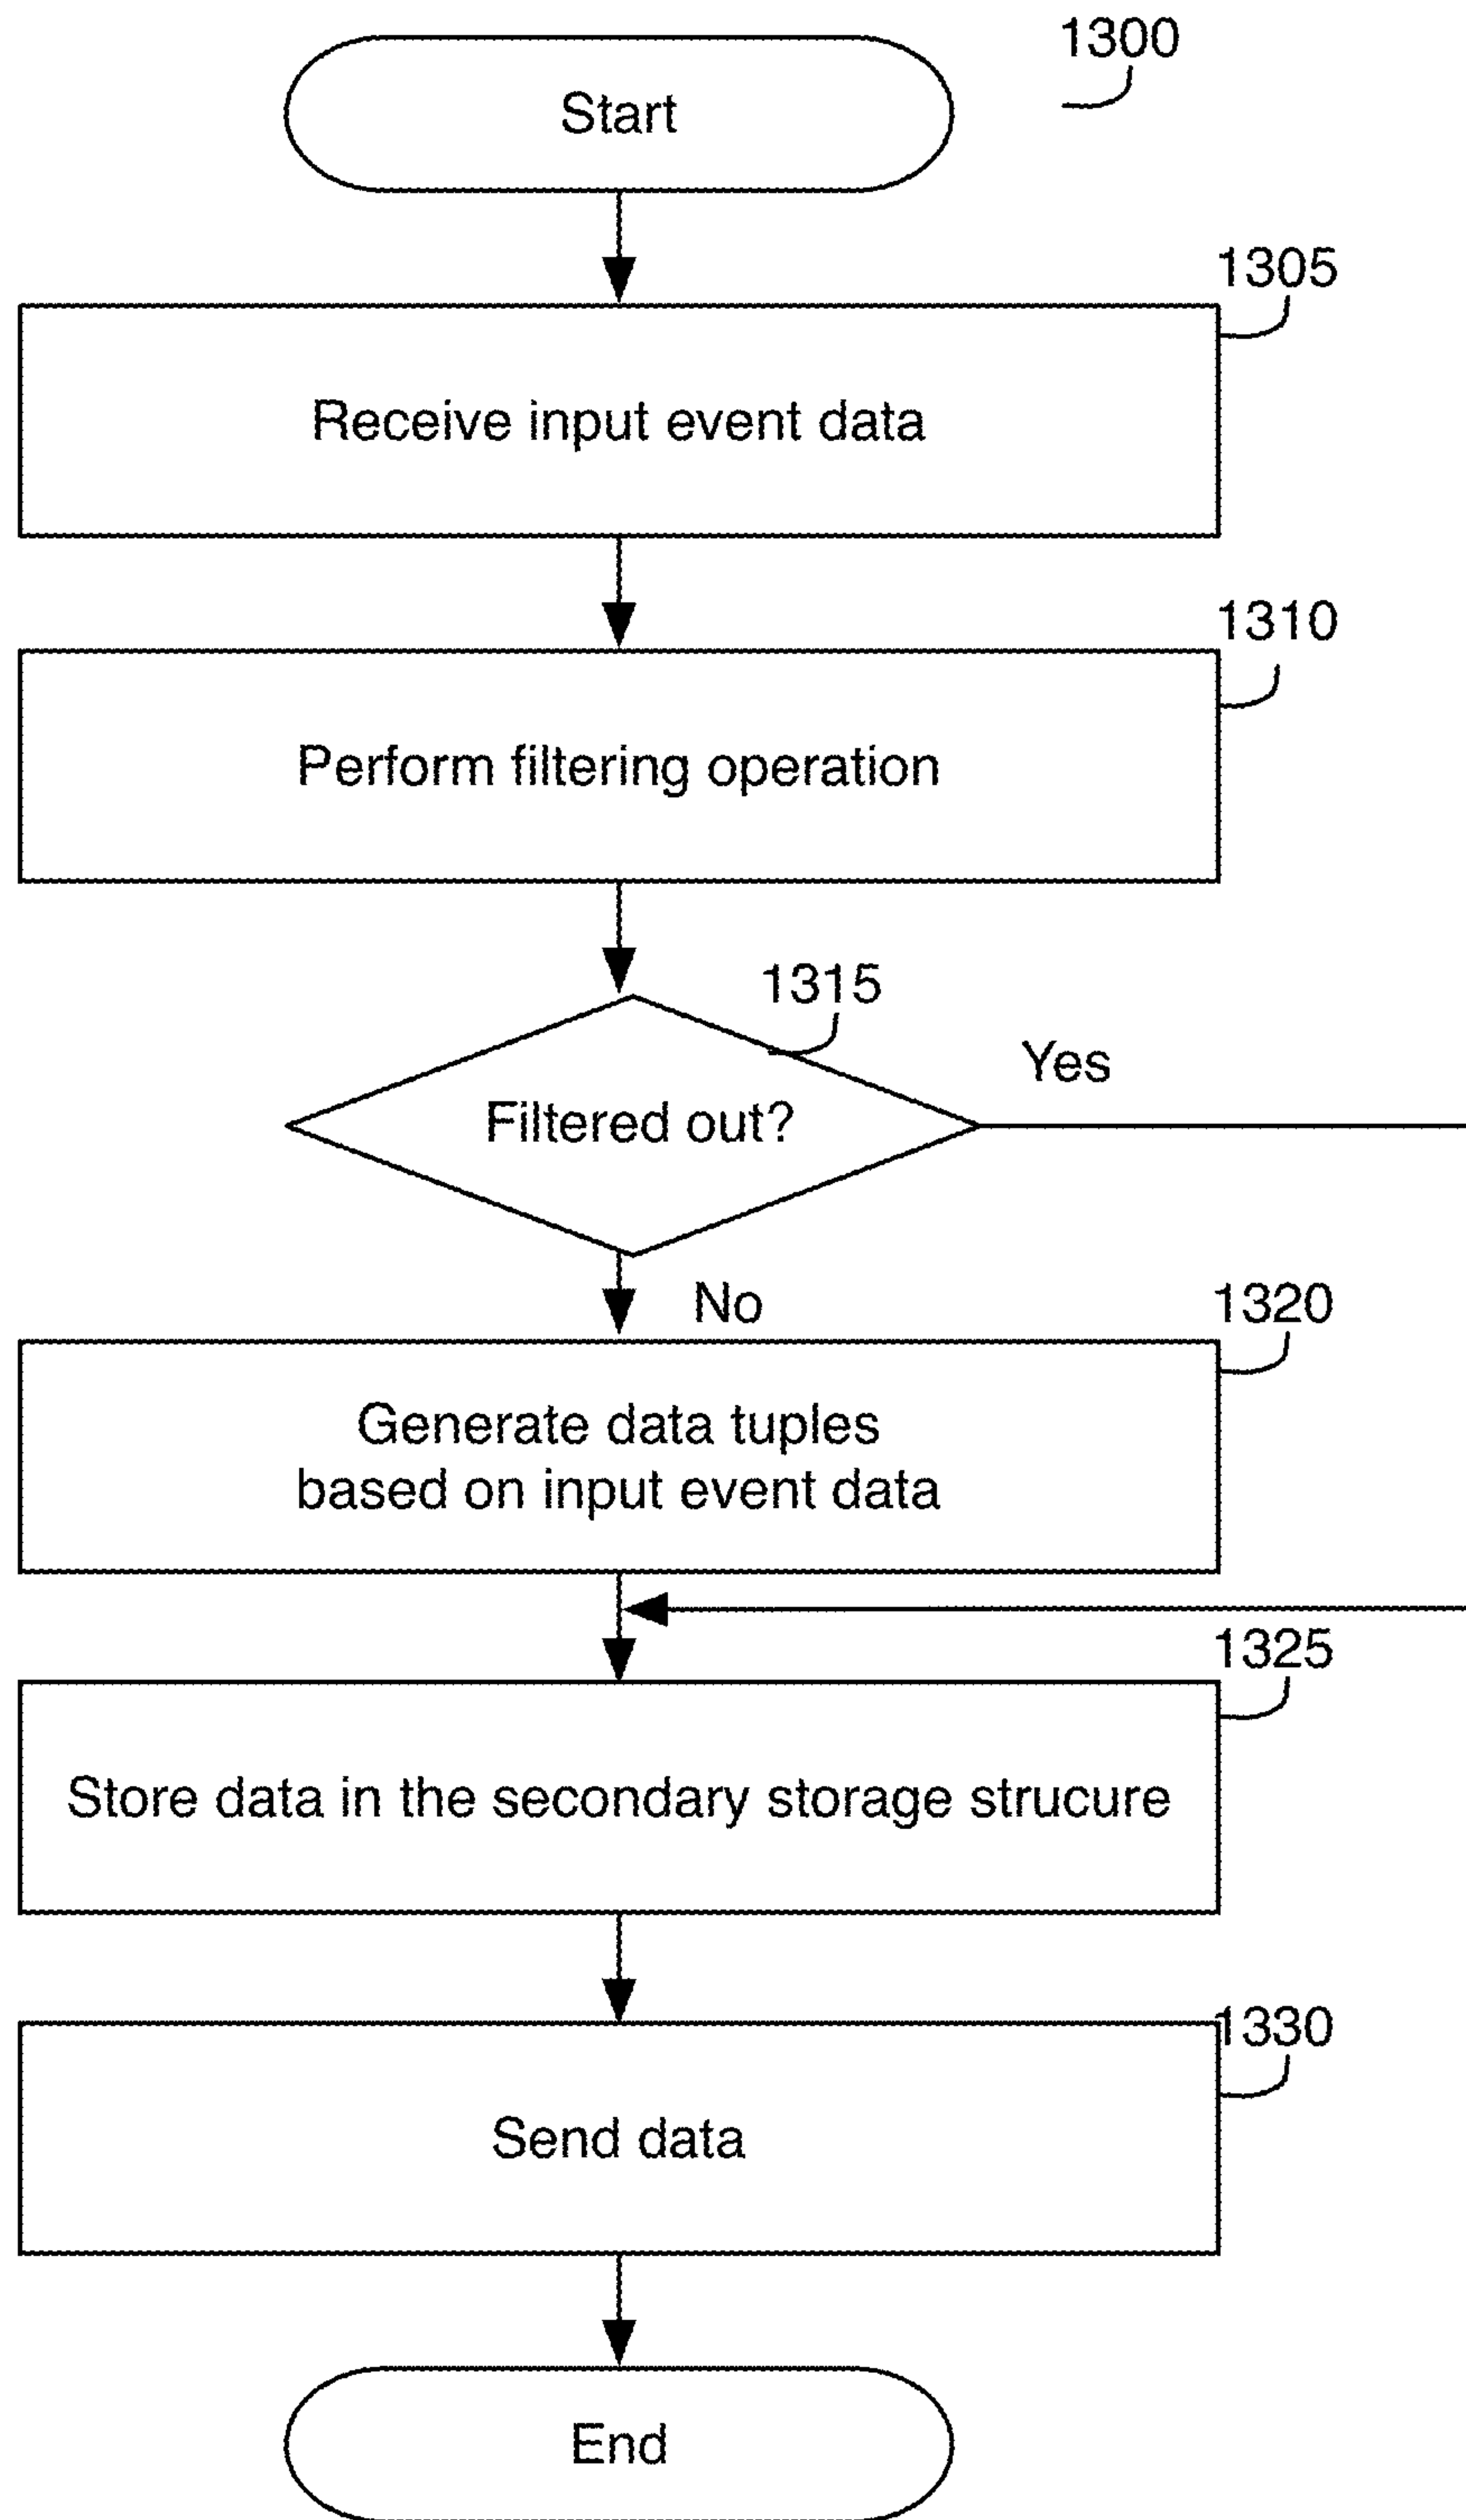 1300
Start
1305
Receive input event data
1310
Perform filtering operation
1315
Yes
Filtered out?
No
1320
Generate data tuples
based on input event data
1325
Store data in the secondary storage strucure
1330
Send data
End